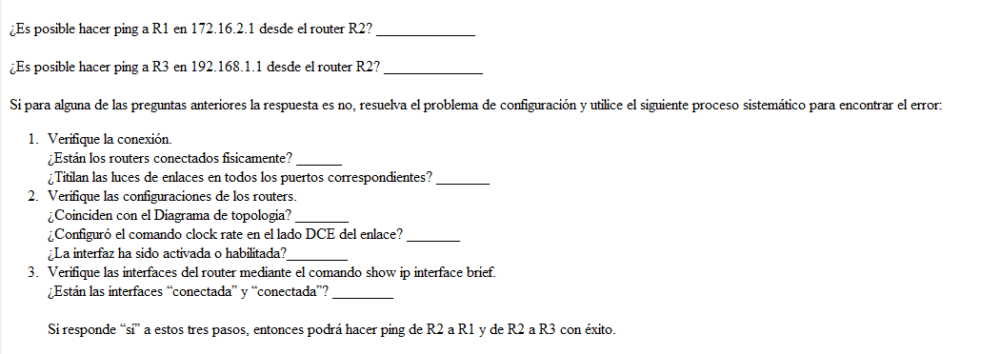 ¿Es posible hacer ping a R1 en 172.16.2.1 desde el router R2? _______________
¿Es posible hacer ping a R3 en 192.168.1.1 desde el router R2? _______________
Si para alguna de las preguntas anteriores la respuesta es no, resuelva el problema de configuración y utilice el siguiente proceso sistemático para encontrar el error:
1. Verifique la conexión.
¿Están los routers conectados físicamente? _______
¿Titilan las luces de enlaces en todos los puertos correspondientes? ________
2. Verifique las configuraciones de los routers.
¿Coinciden con el Diagrama de topología? ________
¿Configuró el comando clock rate en el lado DCE del enlace? ________
¿La interfaz ha sido activada o habilitada?_________
3. Verifique las interfaces del router mediante el comando show ip interface brief.
¿Están las interfaces “conectada” y “conectada”? _________
Si responde “sí” a estos tres pasos, entonces podrá hacer ping de R2 a R1 y de R2 a R3 con éxito.